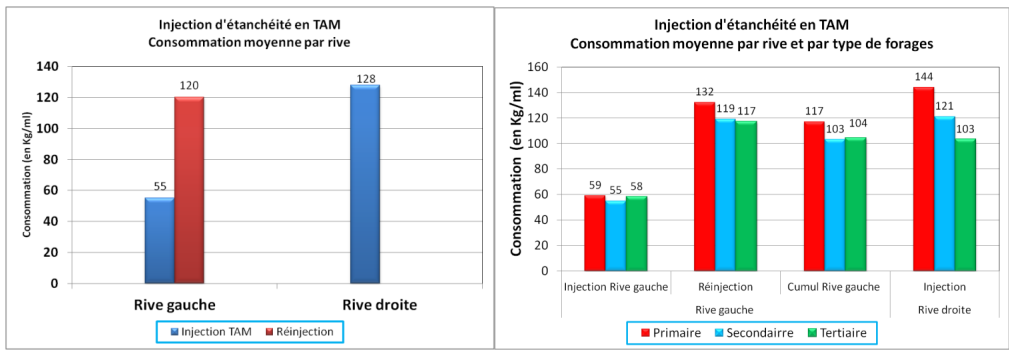 Injection d'étanchéité en TAM
Consommation moyenne par rive
Consommation (en Kg/ml)
140
120
100
80
60
40
20
0
55
120
128
Rive gauche
Rive droite
Injection TAM
Réinjection
Injection d'étanchéité en TAM
Consommation moyenne par rive et par type de forages
Consommation (en Kg/ml)
160
140
120
100
80
60
40
20
0
59
55
58
132
119
117
117
103
104
144
121
103
Injection Rive gauche
Réinjection
Cumul Rive gauche
Injection
Rive gauche
Rive droite
Primaire
Secondairre
Tertiaire